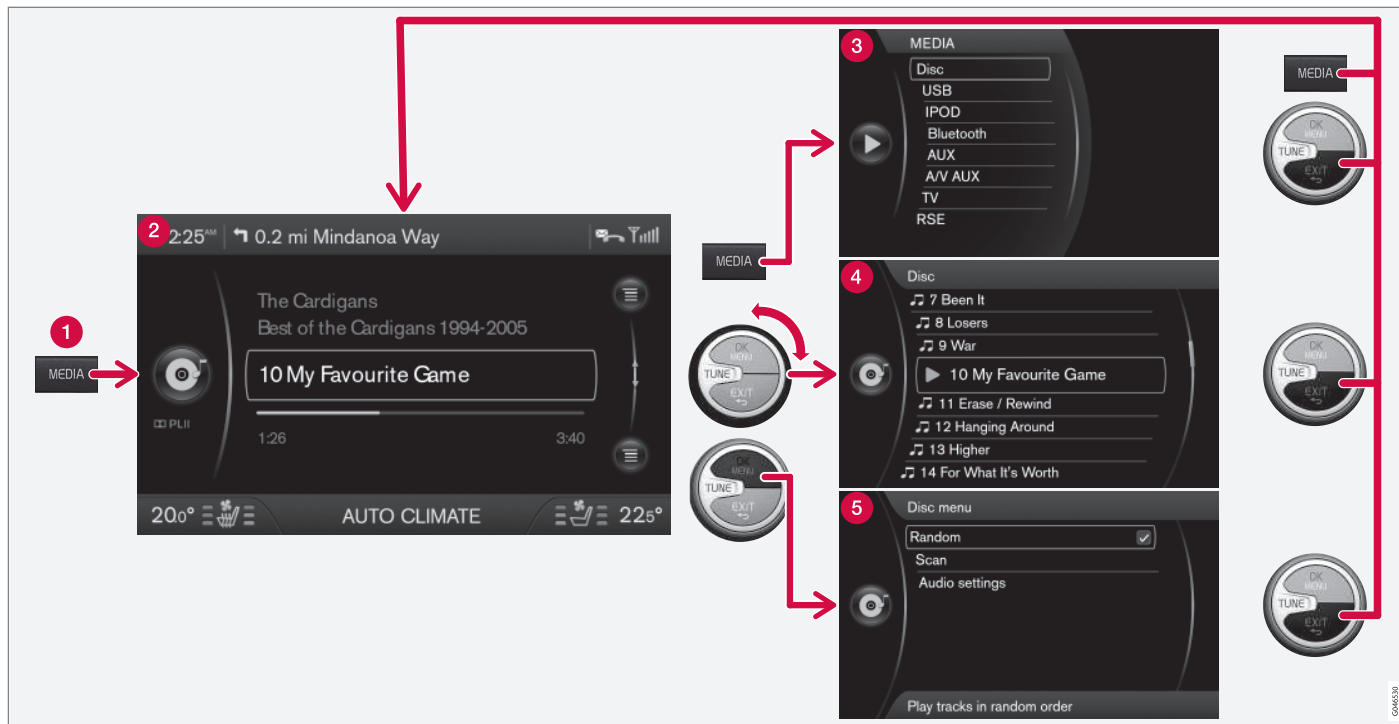 1
MEDIA
2
2:25 AM
0.2 mi Mindanoa Way
The Cardigans
Best of the Cardigans 1994-2005
10 My Favourite Game
1:26
3:40
PLII
20.0°
AUTO CLIMATE
22.5°
MEDIA
OK
MENU
TUNE
EXIT
OK
MENU
TUNE
EXIT
3
MEDIA
Disc
USB
IPOD
Bluetooth
AUX
A/V AUX
TV
RSE
4
Disc
7 Been It
8 Losers
9 War
10 My Favourite Game
11 Erase / Rewind
12 Hanging Around
13 Higher
14 For What It's Worth
5
Disc menu
Random
Scan
Audio settings
Play tracks in random order
MEDIA
OK
MENU
TUNE
EXIT
OK
MENU
TUNE
EXIT
OK
MENU
TUNE
EXIT
G046530